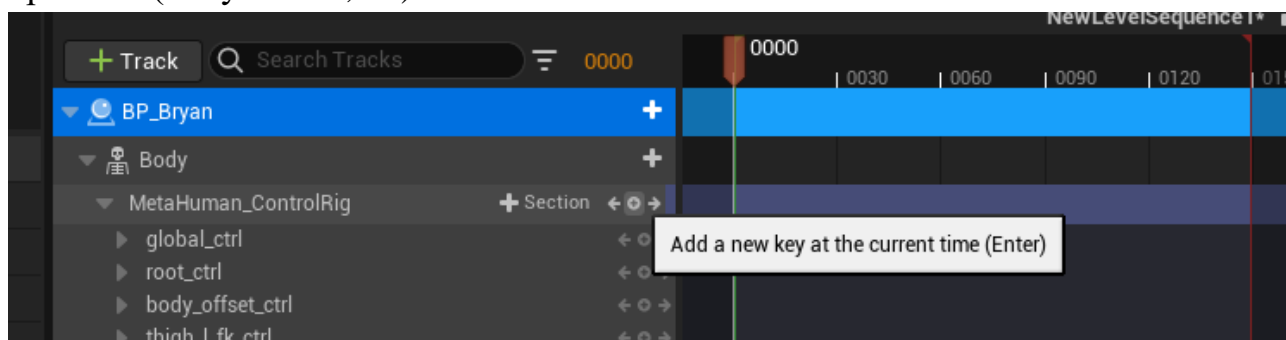 NewLevelSequence1*
+ Track Search Tracks 0000
0000
0030 0060 0090 0120
BP_Bryan
Body
MetaHuman_ControlRig + Section
Add a new key at the current time (Enter)
global_ctrl
root_ctrl
body_offset_ctrl
thigh_l_fk_ctrl